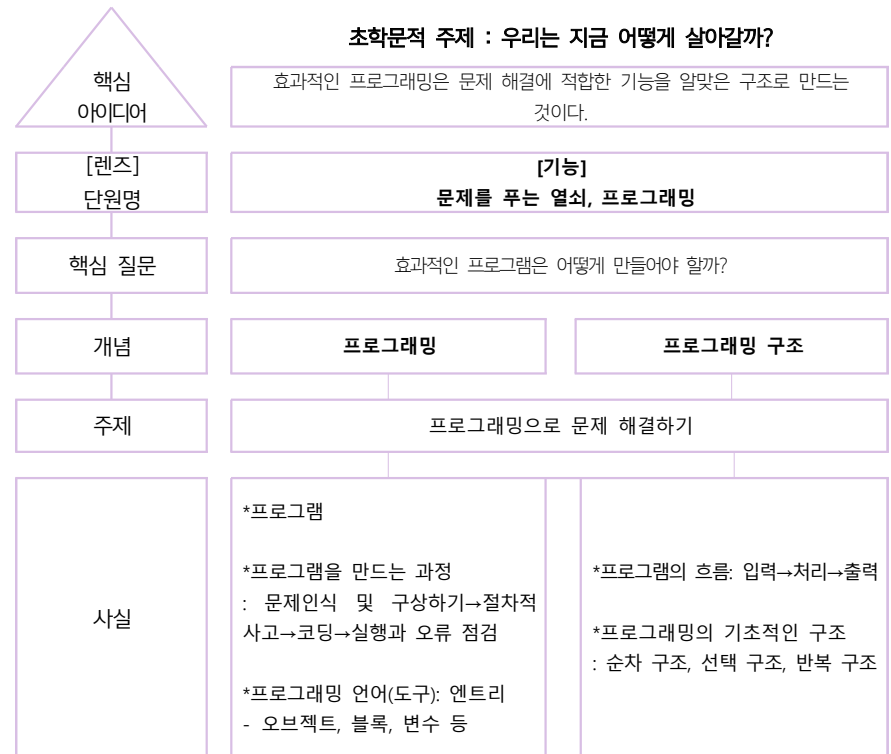 초학문적 주제 : 우리는 지금 어떻게 살아갈까?
핵심
아이디어
효과적인 프로그래밍은 문제 해결에 적합한 기능을 알맞은 구조로 만드는
것이다.
[렌즈]
단원명
[기능]
문제를 푸는 열쇠, 프로그래밍
핵심 질문
효과적인 프로그램은 어떻게 만들어야 할까?
개념
프로그래밍
프로그래밍 구조
주제
프로그래밍으로 문제 해결하기
사실
*프로그램
*프로그램을 만드는 과정
: 문제인식 및 구상하기→절차적
사고→코딩→실행과 오류 점검
*프로그래밍 언어(도구): 엔트리
- 오브젝트, 블록, 변수 등
*프로그램의 흐름: 입력→처리→출력
*프로그래밍의 기초적인 구조
: 순차 구조, 선택 구조, 반복 구조